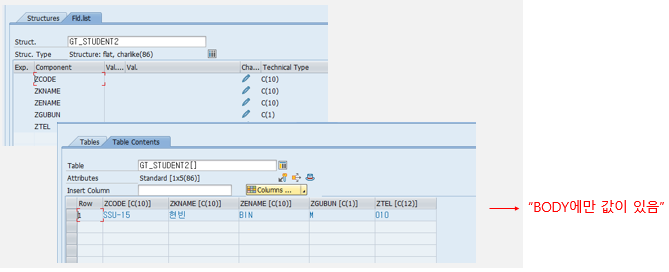 Structures Fld.list
Struct. GT_STUDENT2
Struc. Type Structure: flat, charlike(86)
Exp. Component Val.... Val. Cha... Technical Type
ZCODE C(10)
ZKNAME C(10)
ZENAME C(10)
ZGUBUN C(1)
ZTEL
Tables Table Contents
Table GT_STUDENT2[]
Attributes Standard [1x5(86)]
Insert Column Columns ...
Row ZCODE [C(10)] ZKNAME [C(10)] ZENAME [C(10)] ZGUBUN [C(1)] ZTEL [C(12)]
1 SSU-15 현빈 BIN M 010
"BODY에만 값이 있음"